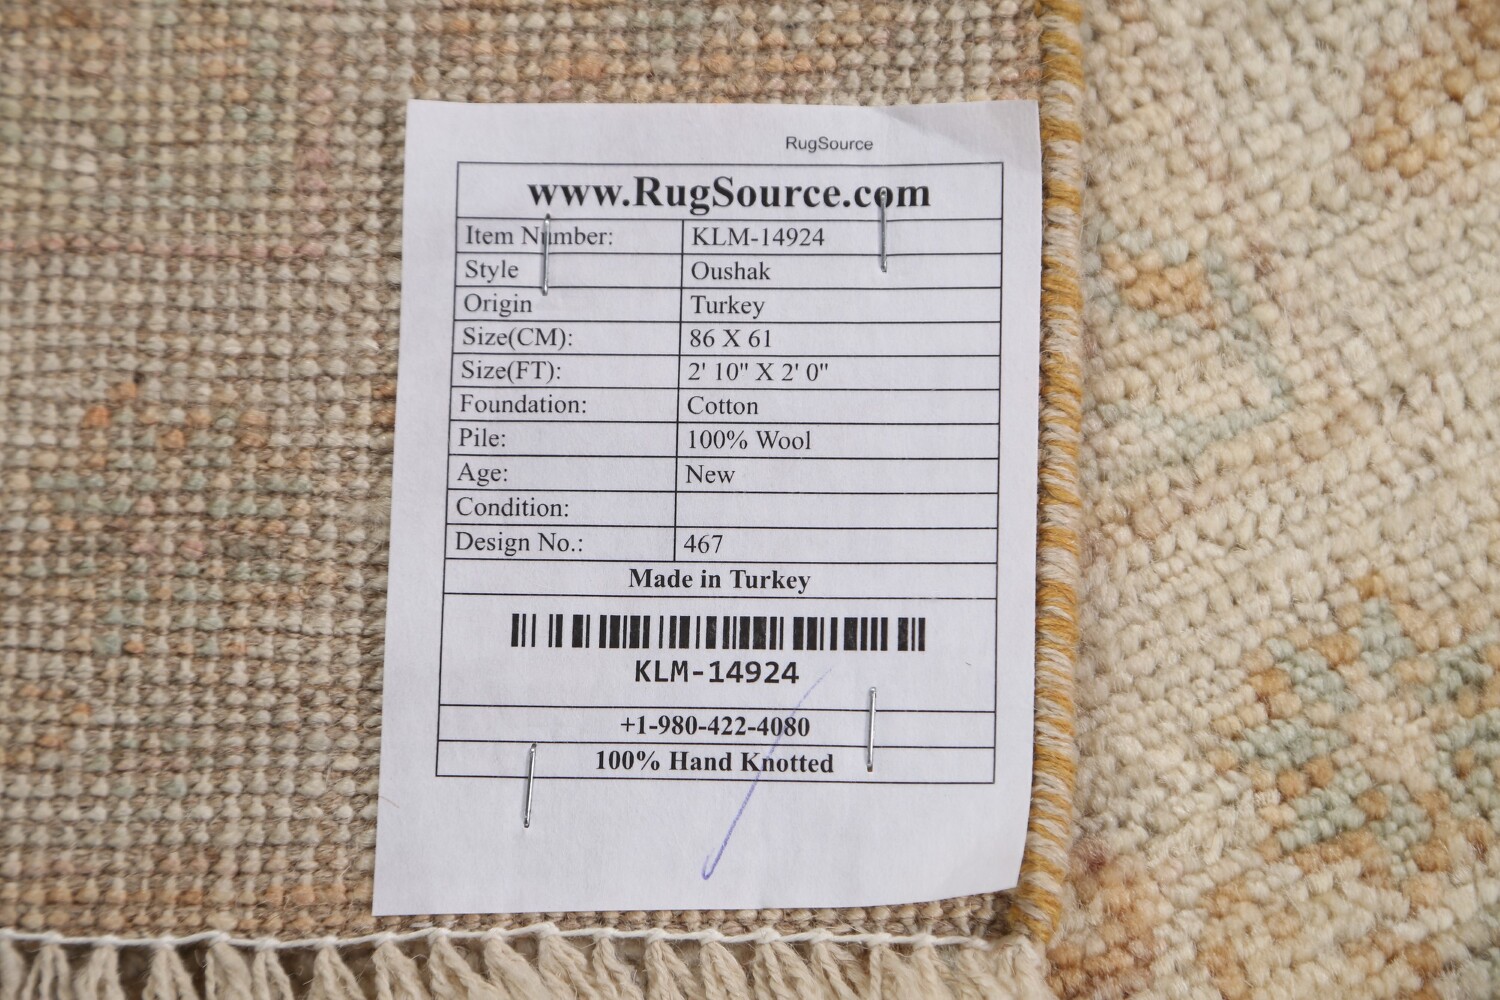 RugSource
www.RugSource.com
Item Number: KLM-14924
Style Oushak
Origin Turkey
Size(CM): 86 X 61
Size(FT): 2' 10" X 2' 0"
Foundation: Cotton
Pile: 100% Wool
Age: New
Condition:
Design No.: 467
Made in Turkey
KLM-14924
+1-980-422-4080
100% Hand Knotted